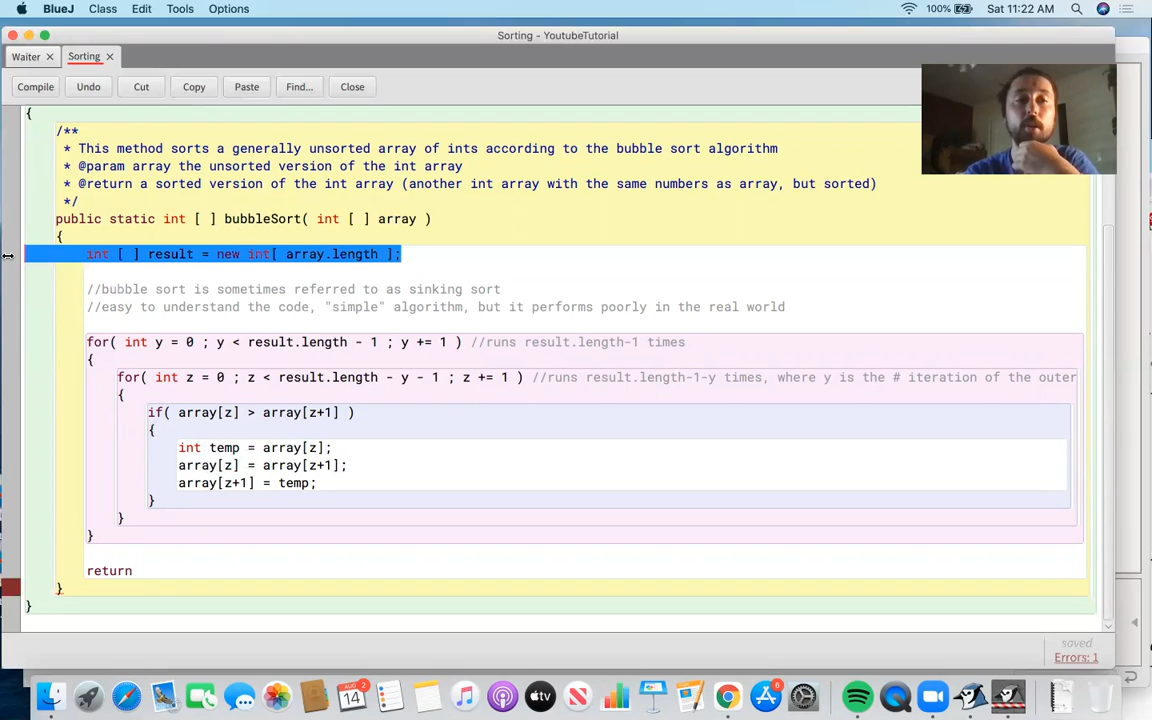 BlueJ Class Edit Tools Options 100% Sat 11:22 AM
Sorting - YoutubeTutorial
Waiter Sorting
Compile Undo Cut Copy Paste Find... Close
{
/**
* This method sorts a generally unsorted array of ints according to the bubble sort algorithm
* @param array the unsorted version of the int array
* @return a sorted version of the int array (another int array with the same numbers as array, but sorted)
*/
public static int [ ] bubbleSort( int [ ] array )
{
int [ ] result = new int[ array.length ];
//bubble sort is sometimes referred to as sinking sort
//easy to understand the code, "simple" algorithm, but it performs poorly in the real world
for( int y = 0 ; y < result.length - 1 ; y += 1 ) //runs result.length-1 times
{
for( int z = 0 ; z < result.length - y - 1 ; z += 1 ) //runs result.length-1-y times, where y is the # iteration of the outer
{
if( array[z] > array[z+1] )
{
int temp = array[z];
array[z] = array[z+1];
array[z+1] = temp;
}
}
}
return
}
}
saved
Errors: 1
AUG 14 2 tv 6